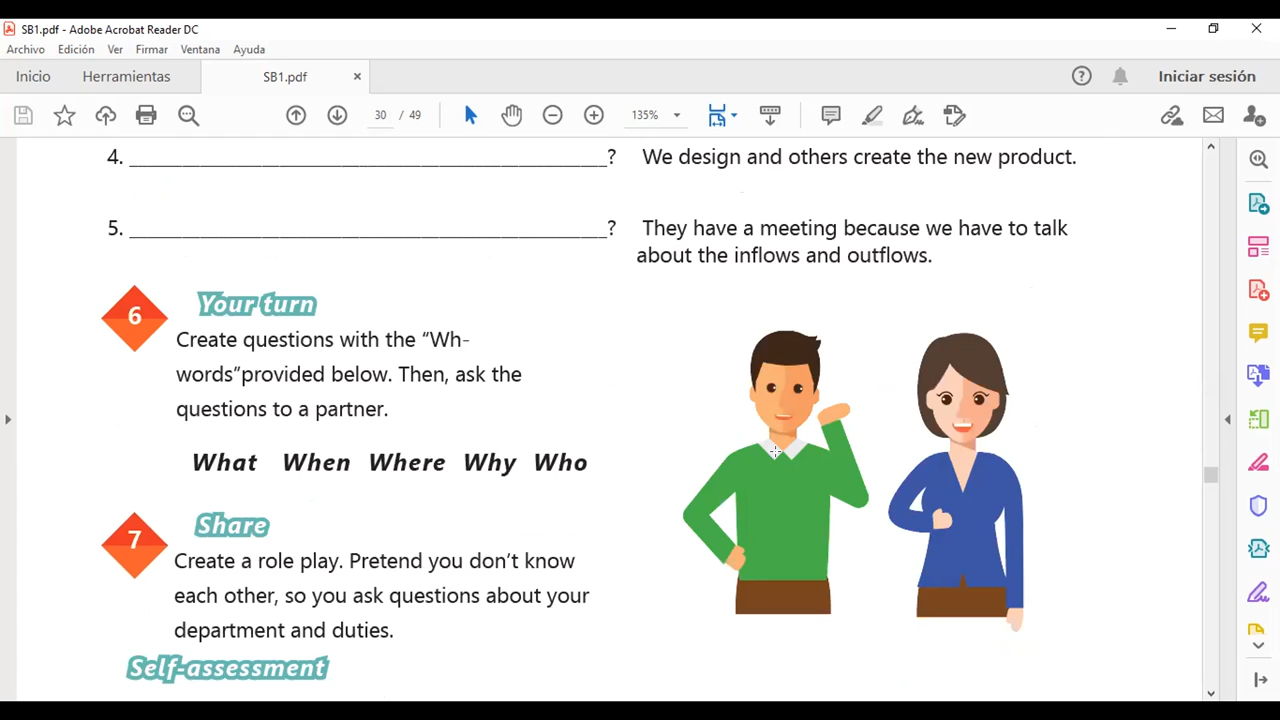 SB1.pdf - Adobe Acrobat Reader DC
Archivo Edición Ver Firmar Ventana Ayuda
Inicio Herramientas SB1.pdf × Iniciar sesión
30 / 49 135%
4. ______________________________________________? We design and others create the new product.
5. ______________________________________________? They have a meeting because we have to talk
about the inflows and outflows.
6 Your turn
Create questions with the “Wh-
words”provided below. Then, ask the
questions to a partner.
What When Where Why Who
7 Share
Create a role play. Pretend you don’t know
each other, so you ask questions about your
department and duties.
Self-assessment